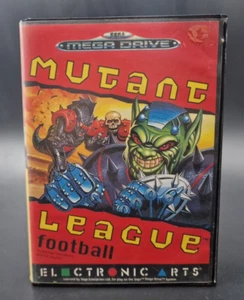 SEGA
MEGA DRIVE
MUTANT
LEAGUE
football
ELECTRONIC ARTS